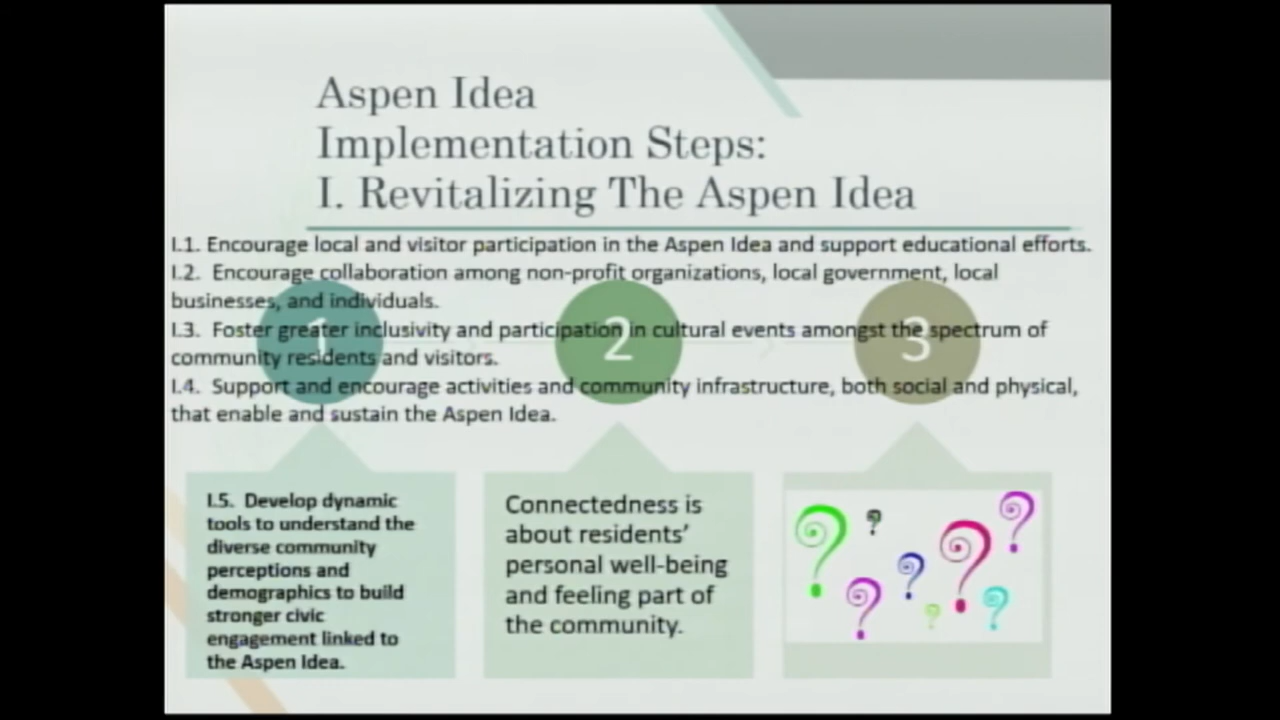 Aspen Idea
Implementation Steps:
I. Revitalizing The Aspen Idea
I.1. Encourage local and visitor participation in the Aspen Idea and support educational efforts.
I.2. Encourage collaboration among non-profit organizations, local government, local
businesses, and individuals.
I.3. Foster greater inclusivity and participation in cultural events amongst the spectrum of
community residents and visitors.
I.4. Support and encourage activities and community infrastructure, both social and physical,
that enable and sustain the Aspen Idea.
1
2
3
I.5. Develop dynamic
tools to understand the
diverse community
perceptions and
demographics to build
stronger civic
engagement linked to
the Aspen Idea.
Connectedness is
about residents’
personal well-being
and feeling part of
the community.
? ? ? ? ? ? ? ?